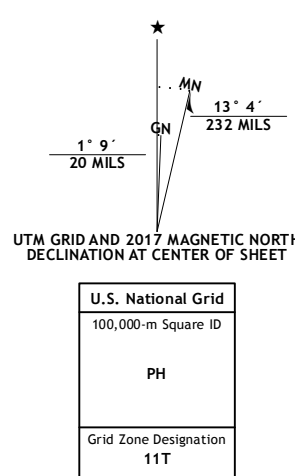 MN
GN
13° 4´
232 MILS
1° 9´
20 MILS
UTM GRID AND 2017 MAGNETIC NORTH
DECLINATION AT CENTER OF SHEET
U.S. National Grid
100,000-m Square ID
PH
Grid Zone Designation
11T